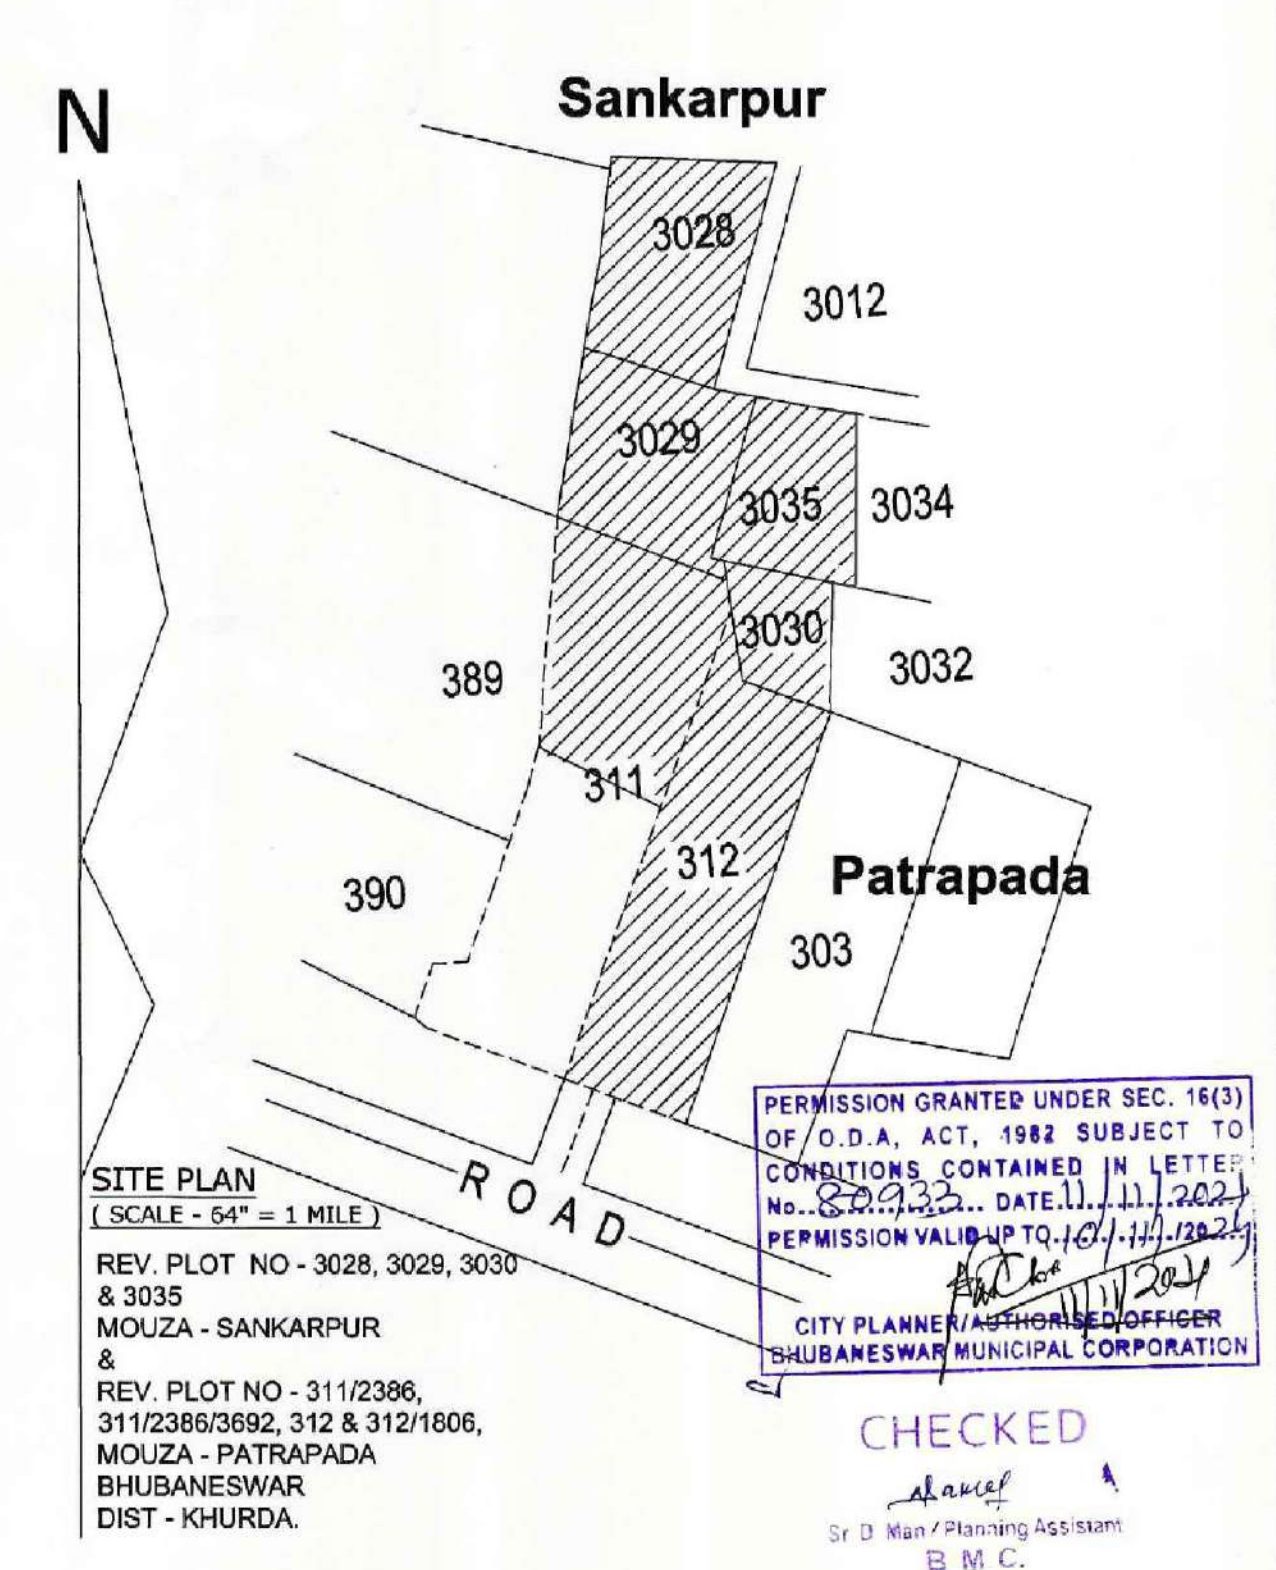 N
Sankarpur
3028
3012
3029
3035
3034
3030
3032
389
311
312
390
Patrapada
303
ROAD
SITE PLAN
( SCALE - 64" = 1 MILE )
REV. PLOT NO - 3028, 3029, 3030
& 3035
MOUZA - SANKARPUR
&
REV. PLOT NO - 311/2386,
311/2386/3692, 312 & 312/1806,
MOUZA - PATRAPADA
BHUBANESWAR
DIST - KHURDA.
PERMISSION GRANTED UNDER SEC. 16(3)
OF O.D.A, ACT, 1982 SUBJECT TO
CONDITIONS CONTAINED IN LETTER
No..80933... DATE.11/11/2021
PERMISSION VALID UP TO.10/11/2024
11/11/2021
CITY PLANNER/AUTHORISED OFFICER
BHUBANESWAR MUNICIPAL CORPORATION
CHECKED
Sr D Man / Planning Assistant
B M C.